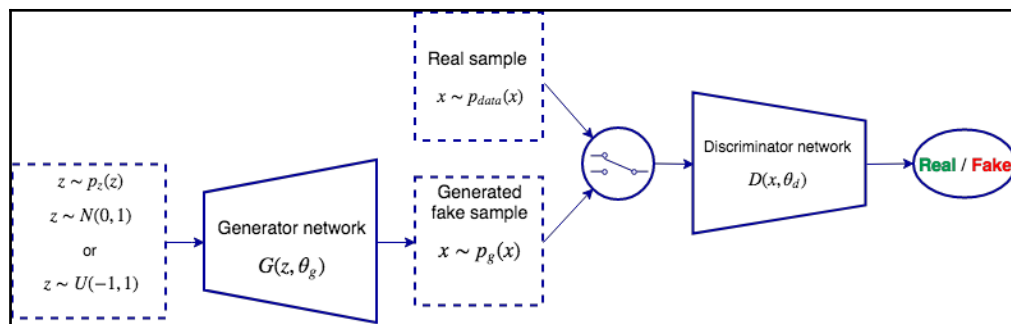 z ~ p_z(z)
z ~ N(0, 1)
or
z ~ U(−1, 1)
Generator network
G(z, θ_g)
Real sample
x ~ p_data(x)
Generated
fake sample
x ~ p_g(x)
Discriminator network
D(x, θ_d)
Real / Fake